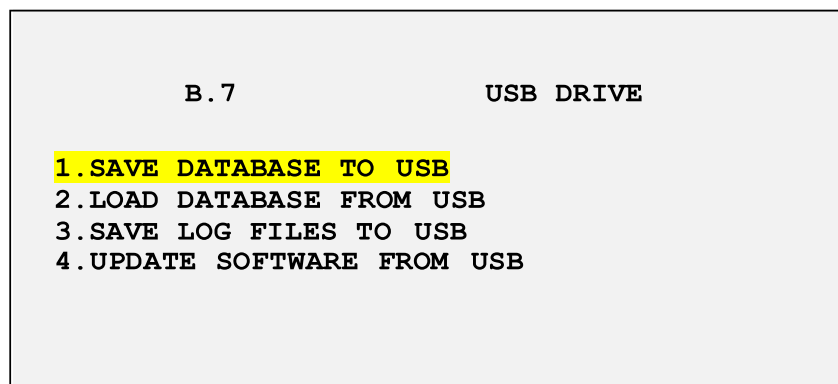 B.7 USB DRIVE
1.SAVE DATABASE TO USB
2.LOAD DATABASE FROM USB
3.SAVE LOG FILES TO USB
4.UPDATE SOFTWARE FROM USB